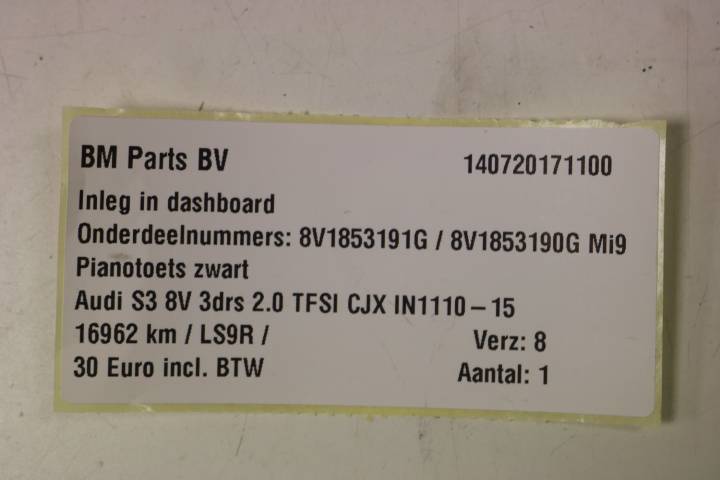 BM Parts BV 140720171100
Inleg in dashboard
Onderdeelnummers: 8V1853191G / 8V1853190G Mi9
Pianotoets zwart
Audi S3 8V 3drs 2.0 TFSI CJX IN1110-15
16962 km / LS9R / Verz: 8
30 Euro incl. BTW Aantal: 1